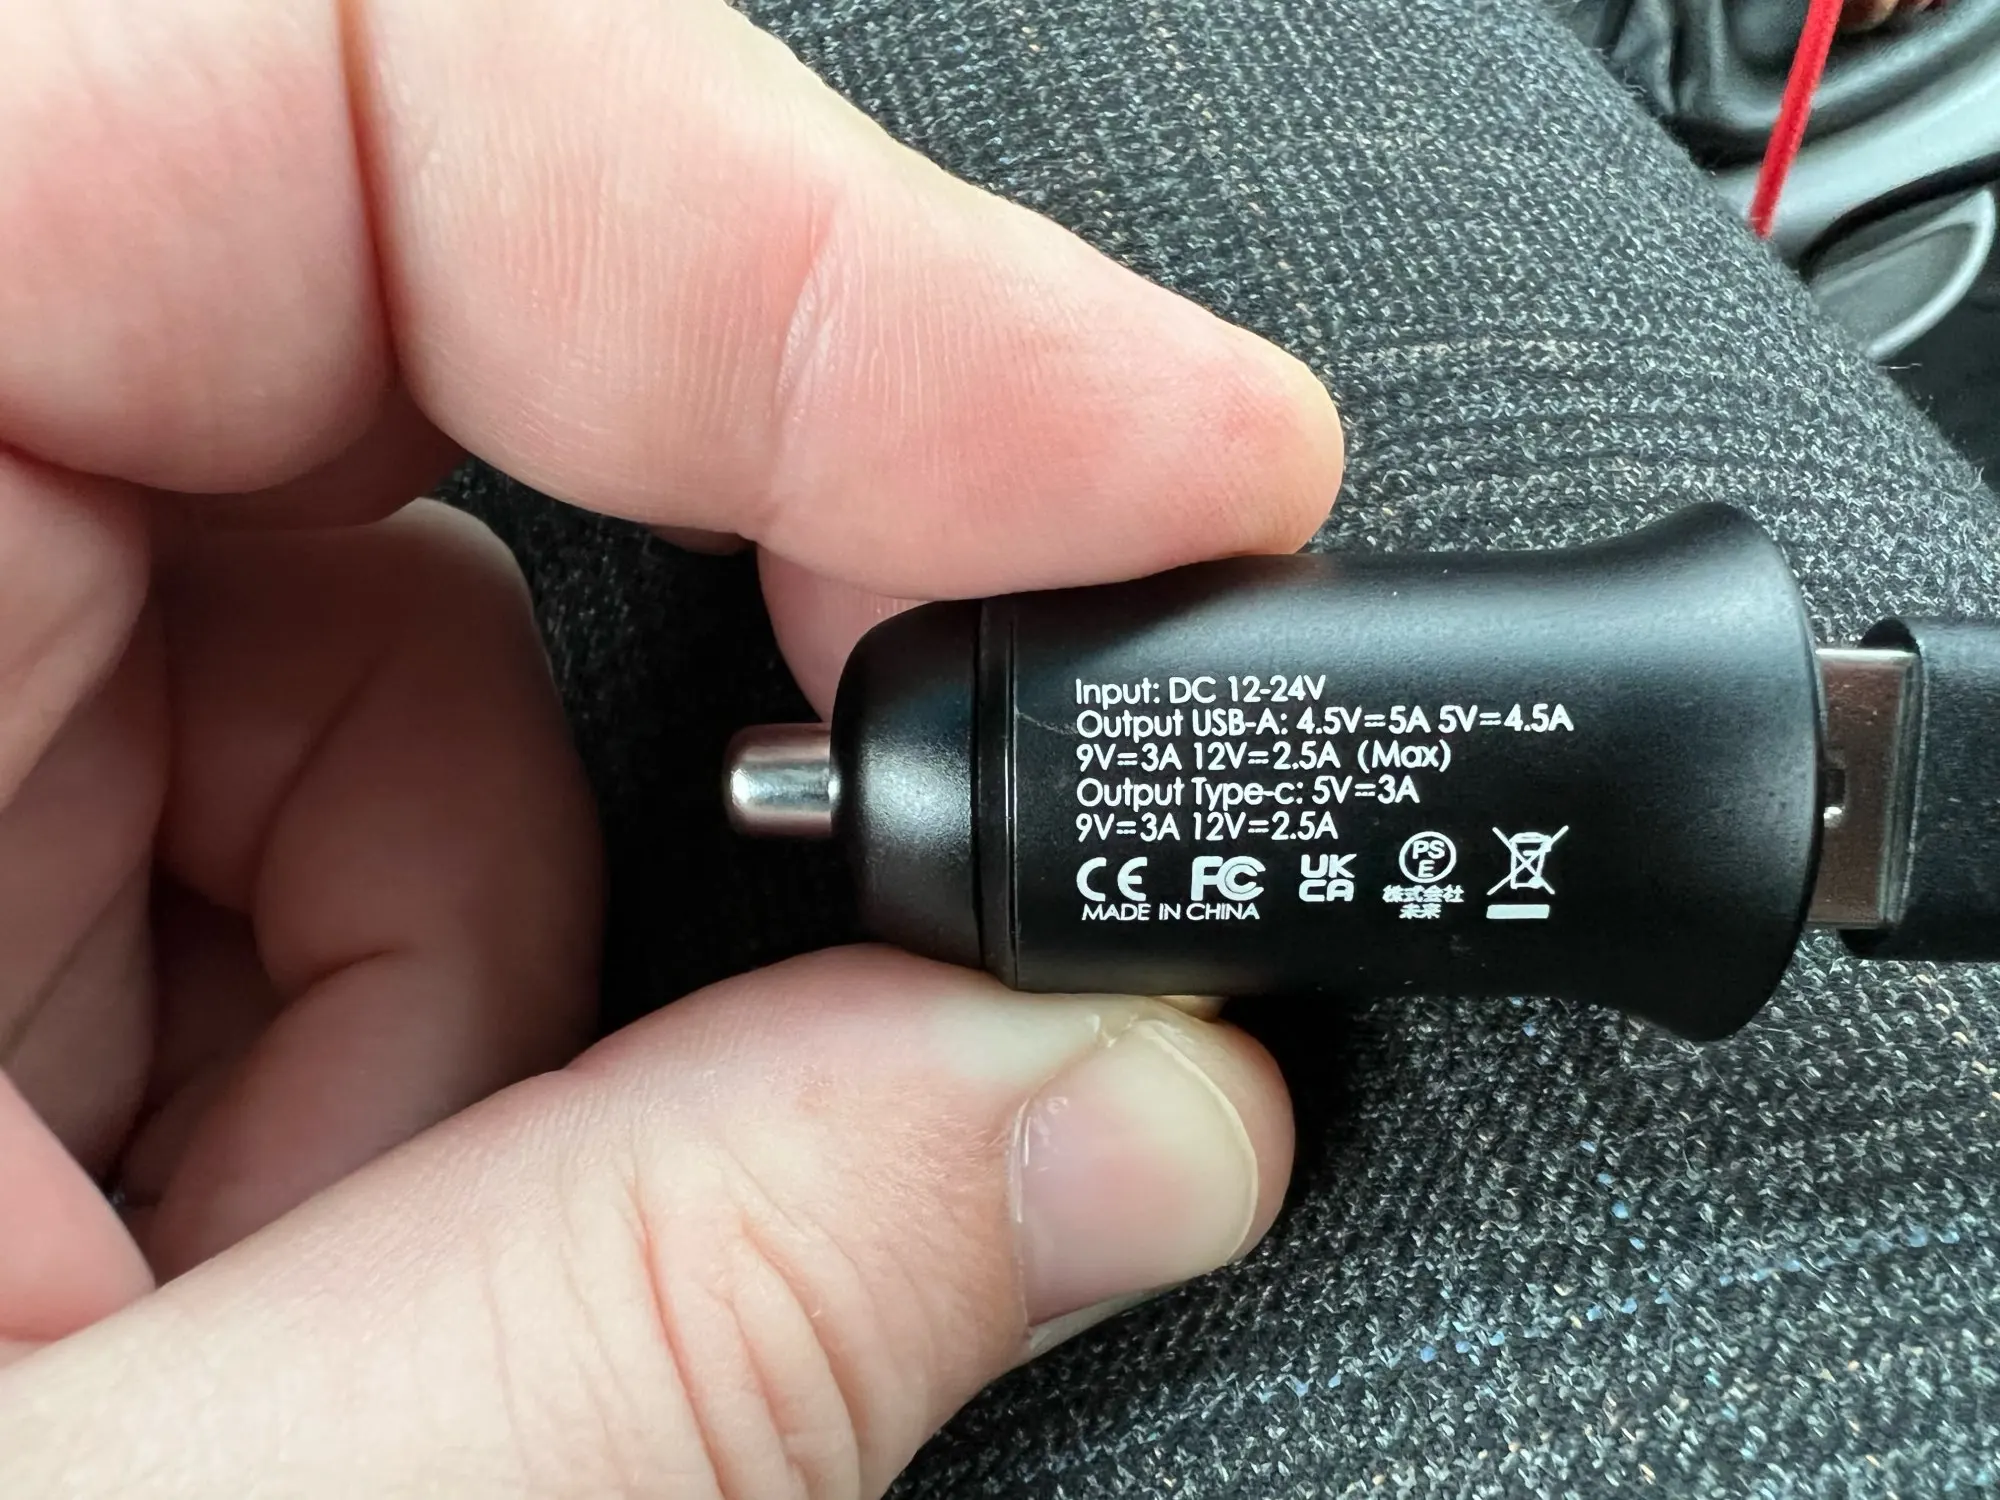 Input: DC 12-24V
Output USB-A: 4.5V=5A 5V=4.5A
9V=3A 12V=2.5A (Max)
Output Type-c: 5V=3A
9V=3A 12V=2.5A
CE FC UK CA PS E
MADE IN CHINA 株式会社
未来